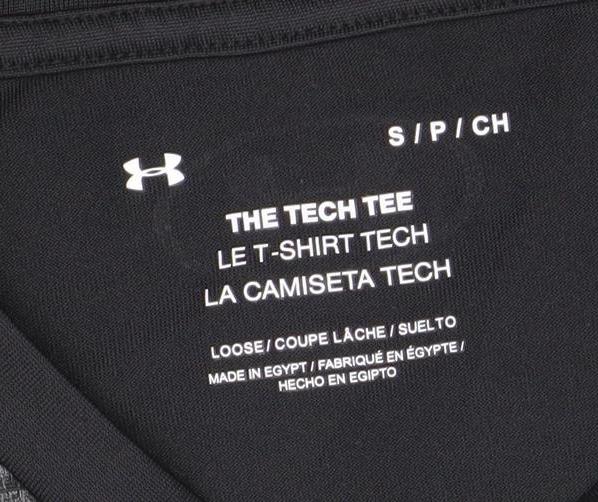 S / P / CH
THE TECH TEE
LE T-SHIRT TECH
LA CAMISETA TECH
LOOSE / COUPE LÂCHE / SUELTO
MADE IN EGYPT / FABRIQUÉ EN ÉGYPTE /
HECHO EN EGIPTO